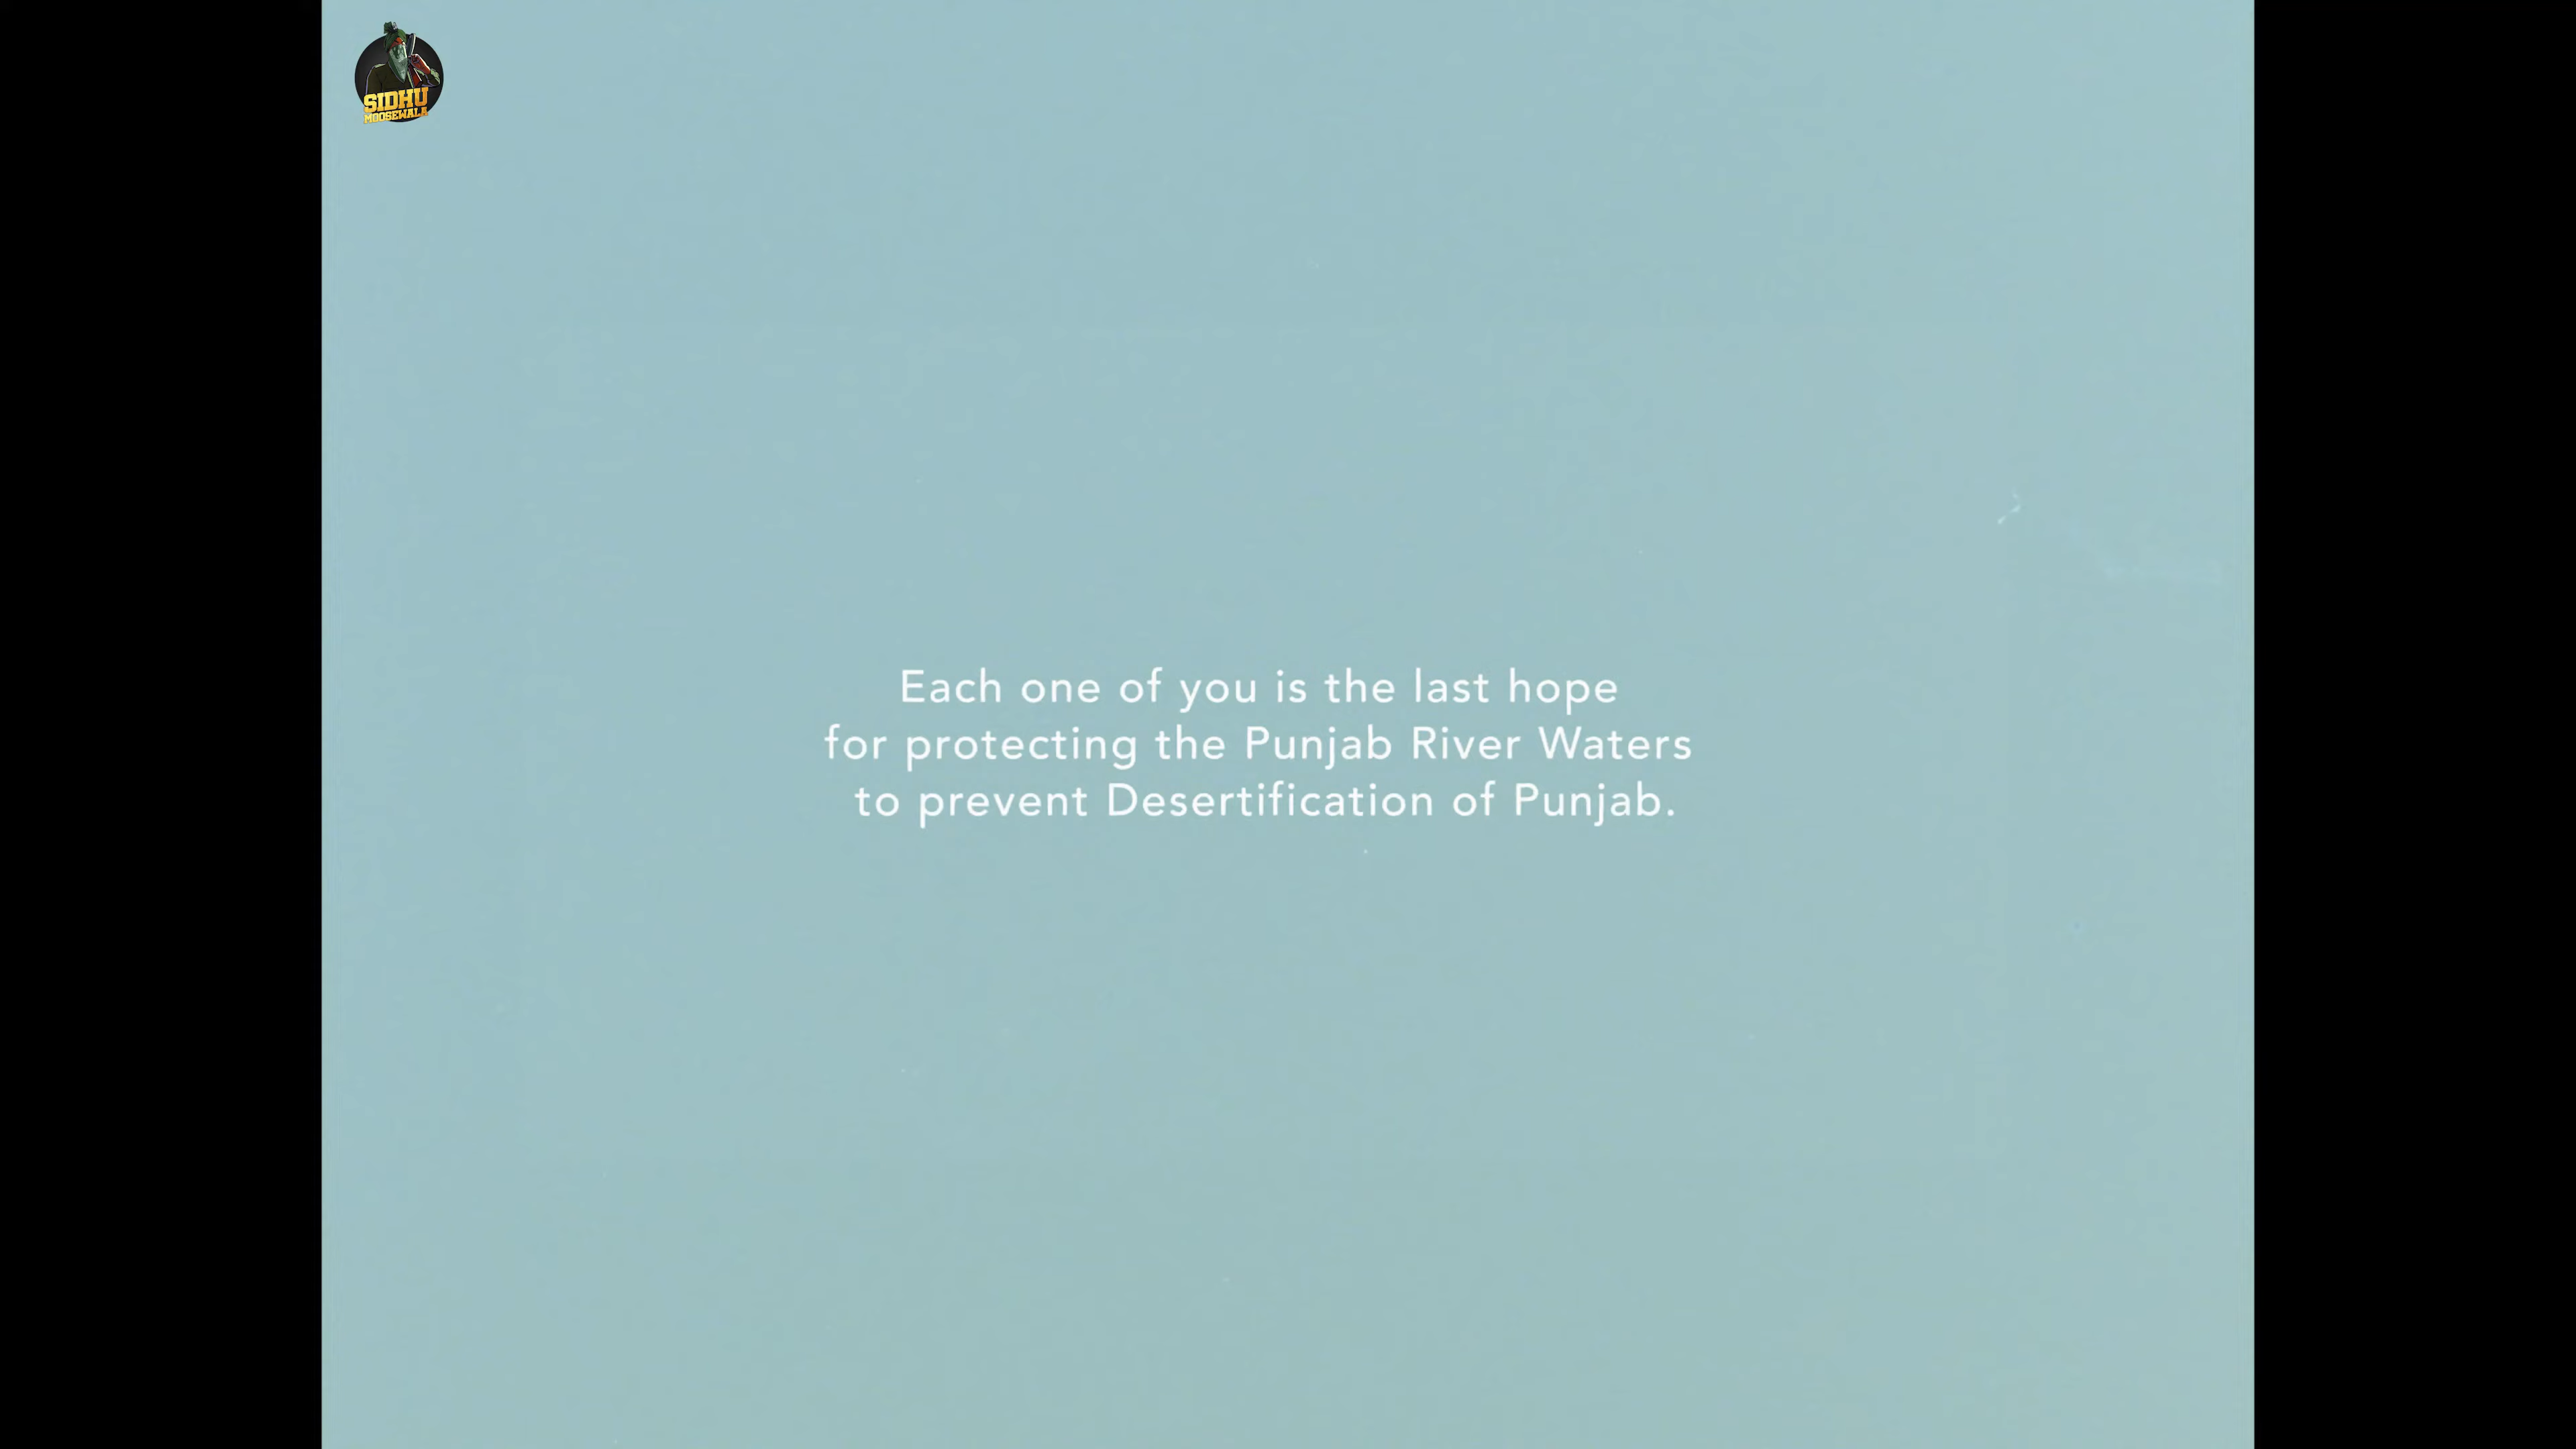 SIDHU
MOOSEWALA
Each one of you is the last hope
for protecting the Punjab River Waters
to prevent Desertification of Punjab.